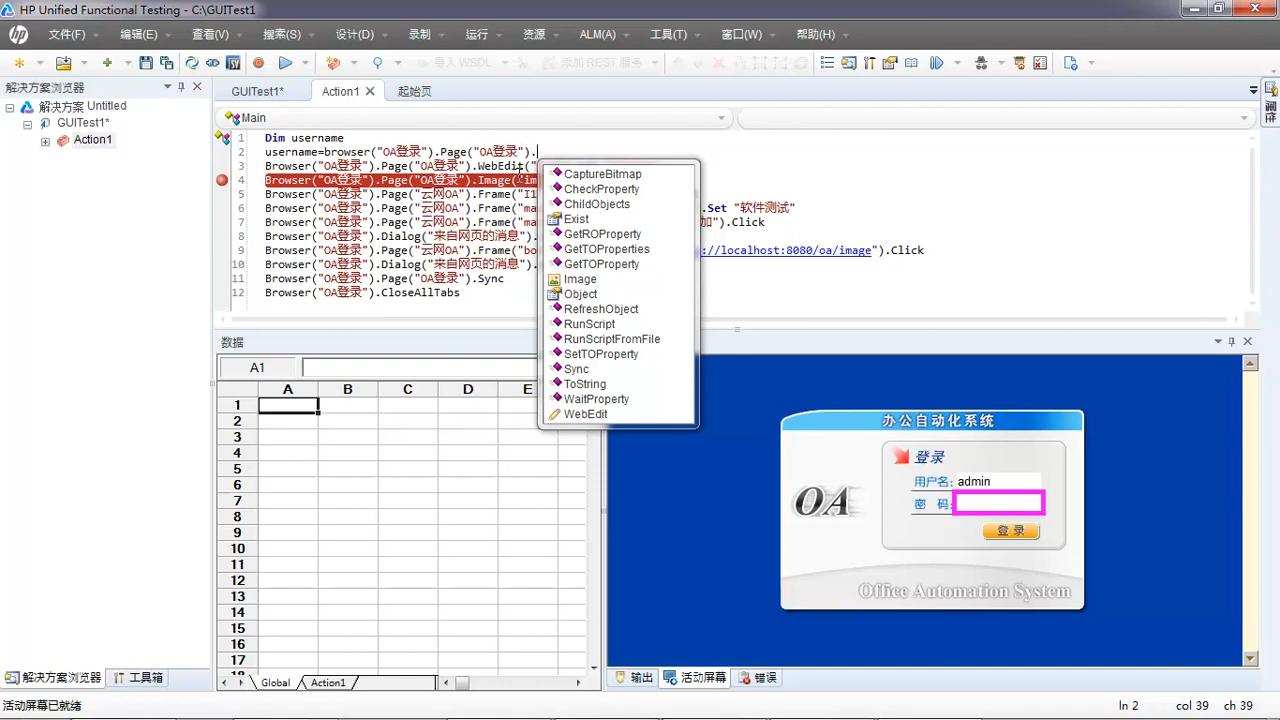 HP Unified Functional Testing - C:\GUITest1
文件(F) 编辑(E) 查看(V) 搜索(S) 设计(D) 录制 运行 资源 ALM(A) 工具(T) 窗口(W) 帮助(H)
导入 WSDL 添加 REST 服务
解决方案浏览器
解决方案 Untitled
GUITest1*
Action1
GUITest1* Action1 起始页
Main
1 Dim username
2 username=browser("OA登录").Page("OA登录").
3 Browser("OA登录").Page("OA登录").WebEdit("
4 Browser("OA登录").Page("OA登录").Image("im
5 Browser("OA登录").Page("云网OA").Frame("I1
6 Browser("OA登录").Page("云网OA").Frame("ma .Set "软件测试"
7 Browser("OA登录").Page("云网OA").Frame("ma 加").Click
8 Browser("OA登录").Dialog("来自网页的消息").
9 Browser("OA登录").Page("云网OA").Frame("bo ://localhost:8080/oa/image").Click
10 Browser("OA登录").Dialog("来自网页的消息").
11 Browser("OA登录").Page("OA登录").Sync
12 Browser("OA登录").CloseAllTabs
CaptureBitmap
CheckProperty
ChildObjects
Exist
GetROProperty
GetTOProperties
GetTOProperty
Image
Object
RefreshObject
RunScript
RunScriptFromFile
SetTOProperty
Sync
ToString
WaitProperty
WebEdit
属性
数据
A1
A B C D E
1
2
3
4
5
6
7
8
9
10
11
12
13
14
15
16
17
Global Action1
办公自动化系统
登录
OA
用户名: admin
密 码:
登 录
Office Automation System
解决方案浏览器 工具箱
输出 活动屏幕 错误
活动屏幕已就绪
ln 2 col 39 ch 39